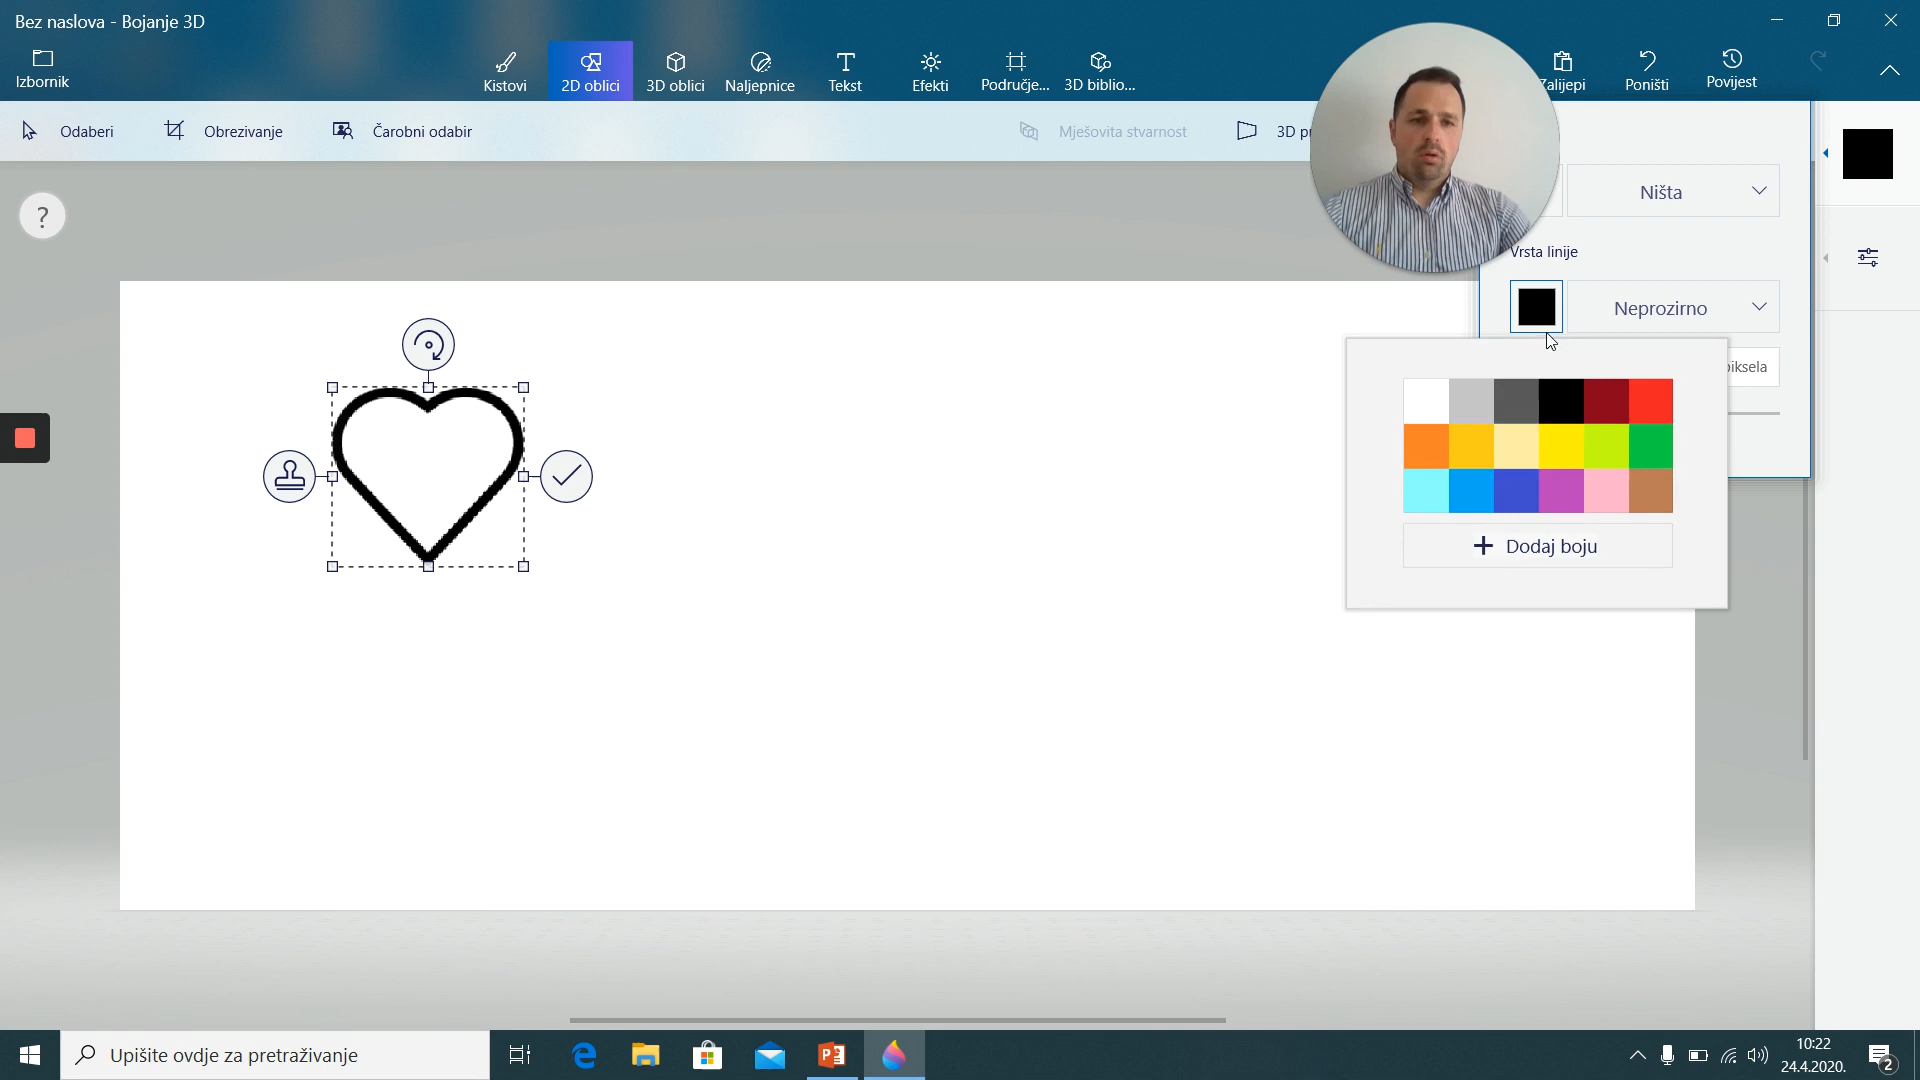 Bez naslova - Bojanje 3D
Izbornik
Kistovi
2D oblici
3D oblici
Naljepnice
Tekst
Efekti
Područje...
3D biblio...
Zalijepi
Poništi
Povijest
Odaberi
Obrezivanje
Čarobni odabir
Mješovita stvarnost
3D
?
Ništa
Vrsta linije
Neprozirno
piksela
Dodaj boju
Upišite ovdje za pretraživanje
10:22
24.4.2020.
2